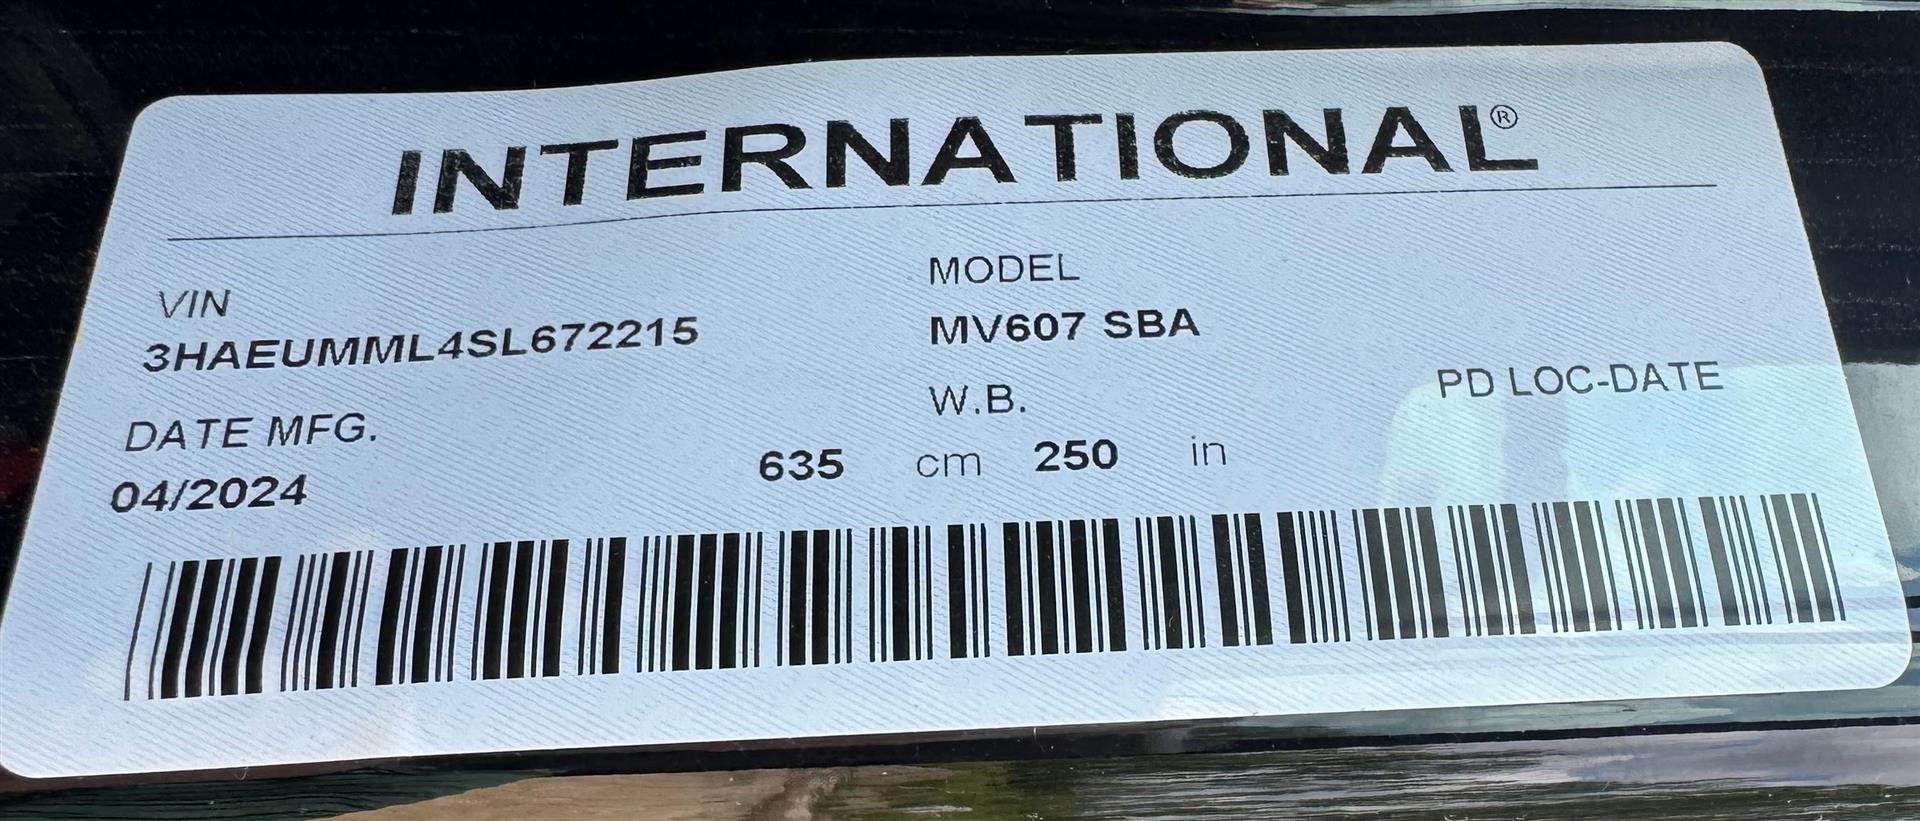 INTERNATIONAL®
VIN
3HAEUMML4SL672215
MODEL
MV607 SBA
DATE MFG.
04/2024
W.B.
635 cm 250 in
PD LOC-DATE